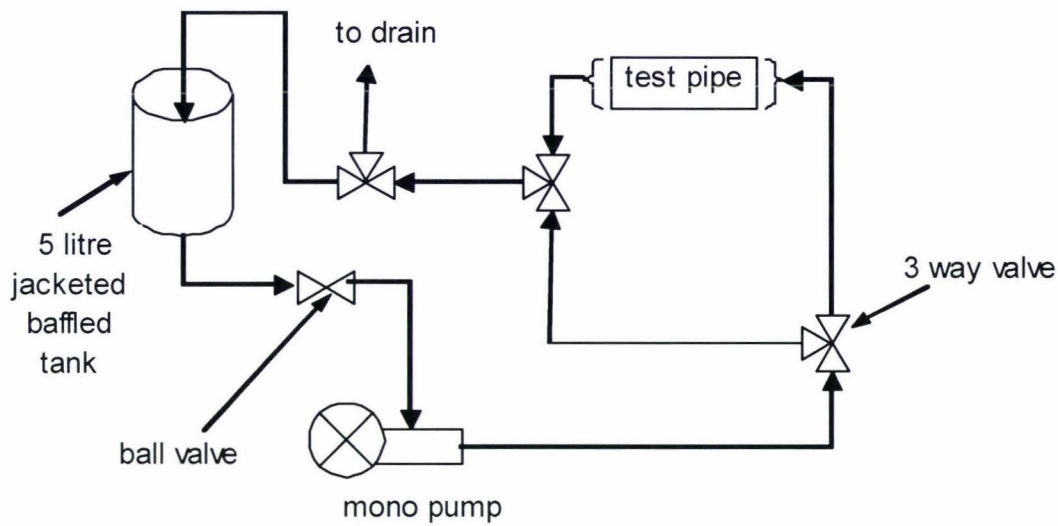 to drain
test pipe
5 litre
jacketed
baffled
tank
3 way valve
ball valve
mono pump